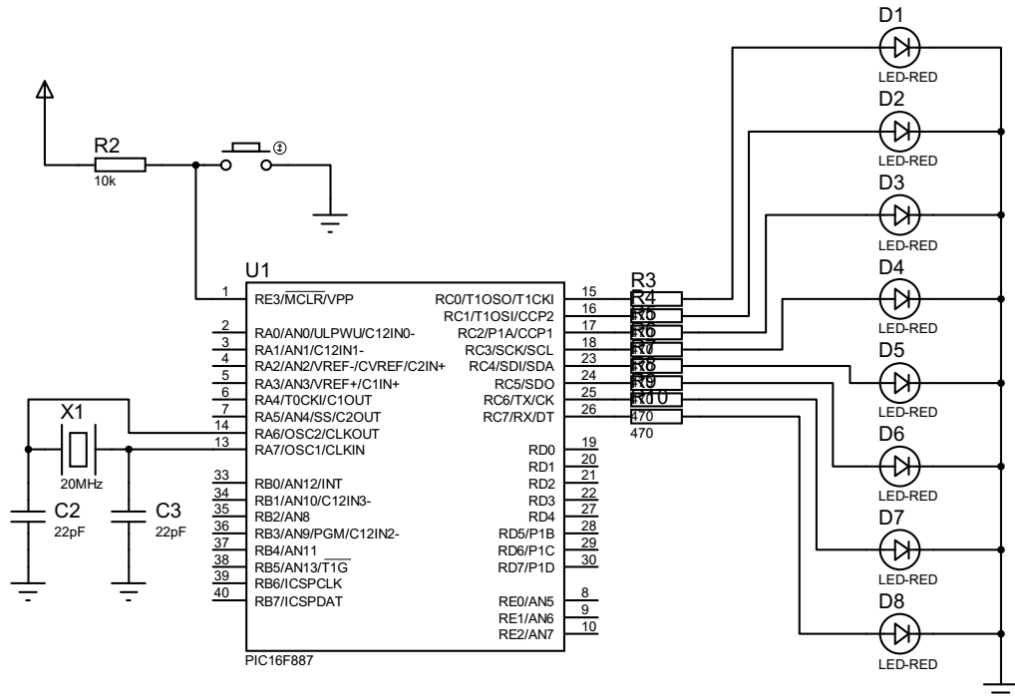 D1
LED-RED
D2
LED-RED
D3
LED-RED
D4
LED-RED
D5
LED-RED
D6
LED-RED
D7
LED-RED
D8
LED-RED
R2
10k
U1
1 RE3/MCLR/VPP
2 RA0/AN0/ULPWU/C12IN0-
3 RA1/AN1/C12IN1-
4 RA2/AN2/VREF-/CVREF/C2IN+
5 RA3/AN3/VREF+/C1IN+
6 RA4/T0CKI/C1OUT
7 RA5/AN4/SS/C2OUT
14 RA6/OSC2/CLKOUT
13 RA7/OSC1/CLKIN
33 RB0/AN12/INT
34 RB1/AN10/C12IN3-
35 RB2/AN8
36 RB3/AN9/PGM/C12IN2-
37 RB4/AN11
38 RB5/AN13/T1G
39 RB6/ICSPCLK
40 RB7/ICSPDAT
RC0/T1OSO/T1CKI 15
RC1/T1OSI/CCP2 16
RC2/P1A/CCP1 17
RC3/SCK/SCL 18
RC4/SDI/SDA 23
RC5/SDO 24
RC6/TX/CK 25
RC7/RX/DT 26
RD0 19
RD1 20
RD2 21
RD3 22
RD4 27
RD5/P1B 28
RD6/P1C 29
RD7/P1D 30
RE0/AN5 8
RE1/AN6 9
RE2/AN7 10
PIC16F887
R3
R4
R5
R6
R7
R8
R9
R10
470
470
X1
20MHz
C2
22pF
C3
22pF